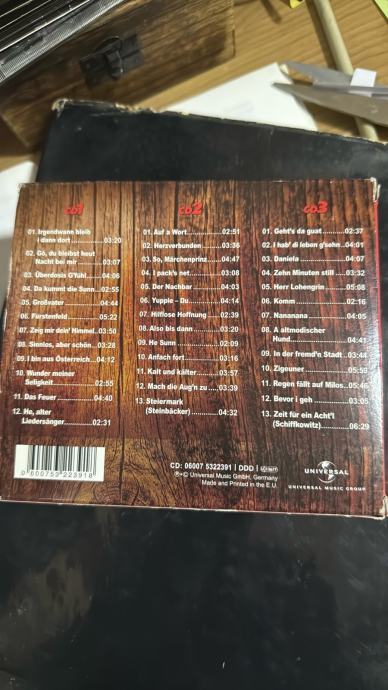 CD1
01. Irgendwann bleib
i dann dort ............03:20
02. Gö, du bleibst heut
Nacht bei mir ............03:07
03. Überdosis G'fühl ......04:06
04. Da kummt die Sunn ...02:55
05. Großvater ............04:44
06. Fürstenfeld ............05:22
07. Zeig mir dein' Himmel .03:50
08. Sinnlos, aber schön ...03:28
09. I bin aus Österreich ...04:12
10. Wunder meiner
Seligkeit ............02:55
11. Das Feuer ............04:40
12. He, alter
Liedersänger ............02:31
CD2
01. Auf a Wort ............02:51
02. Herzverbunden ......03:36
03. So, Märchenprinz ......03:47
04. I pack's net ............03:08
05. Der Nachbar ............04:03
06. Yuppie – Du ............04:14
07. Hilflose Hoffnung ......02:39
08. Also bis dann ............03:20
09. He Sunn ............02:09
10. Anfach fort ............03:16
11. Kalt und kälter ............03:57
12. Mach die Aug'n zu ...03:39
13. Steiermark
(Steinbäcker) ............04:32
CD3
01. Geht's da guat ............02:37
02. I hab' di leben g'sehn ..04:01
03. Daniela ............04:07
04. Zehn Minuten still ......03:32
05. Herr Lohengrin ............05:08
06. Komm ............02:16
07. Nananana ............04:05
08. A altmodischer
Hund ............04:41
09. In der fremd'n Stadt ...03:44
10. Zigeuner ............03:59
11. Regen fällt auf Milos ...05:46
12. Bevor i geh ............03:05
13. Zeit für ein Acht'l
(Schiffkowitz) ............06:29
0 600753 223918
CD: 06007 5322391 | DDD |
℗+© Universal Music GmbH, Germany
Made and Printed in the E.U.
UNIVERSAL
UNIVERSAL MUSIC GROUP